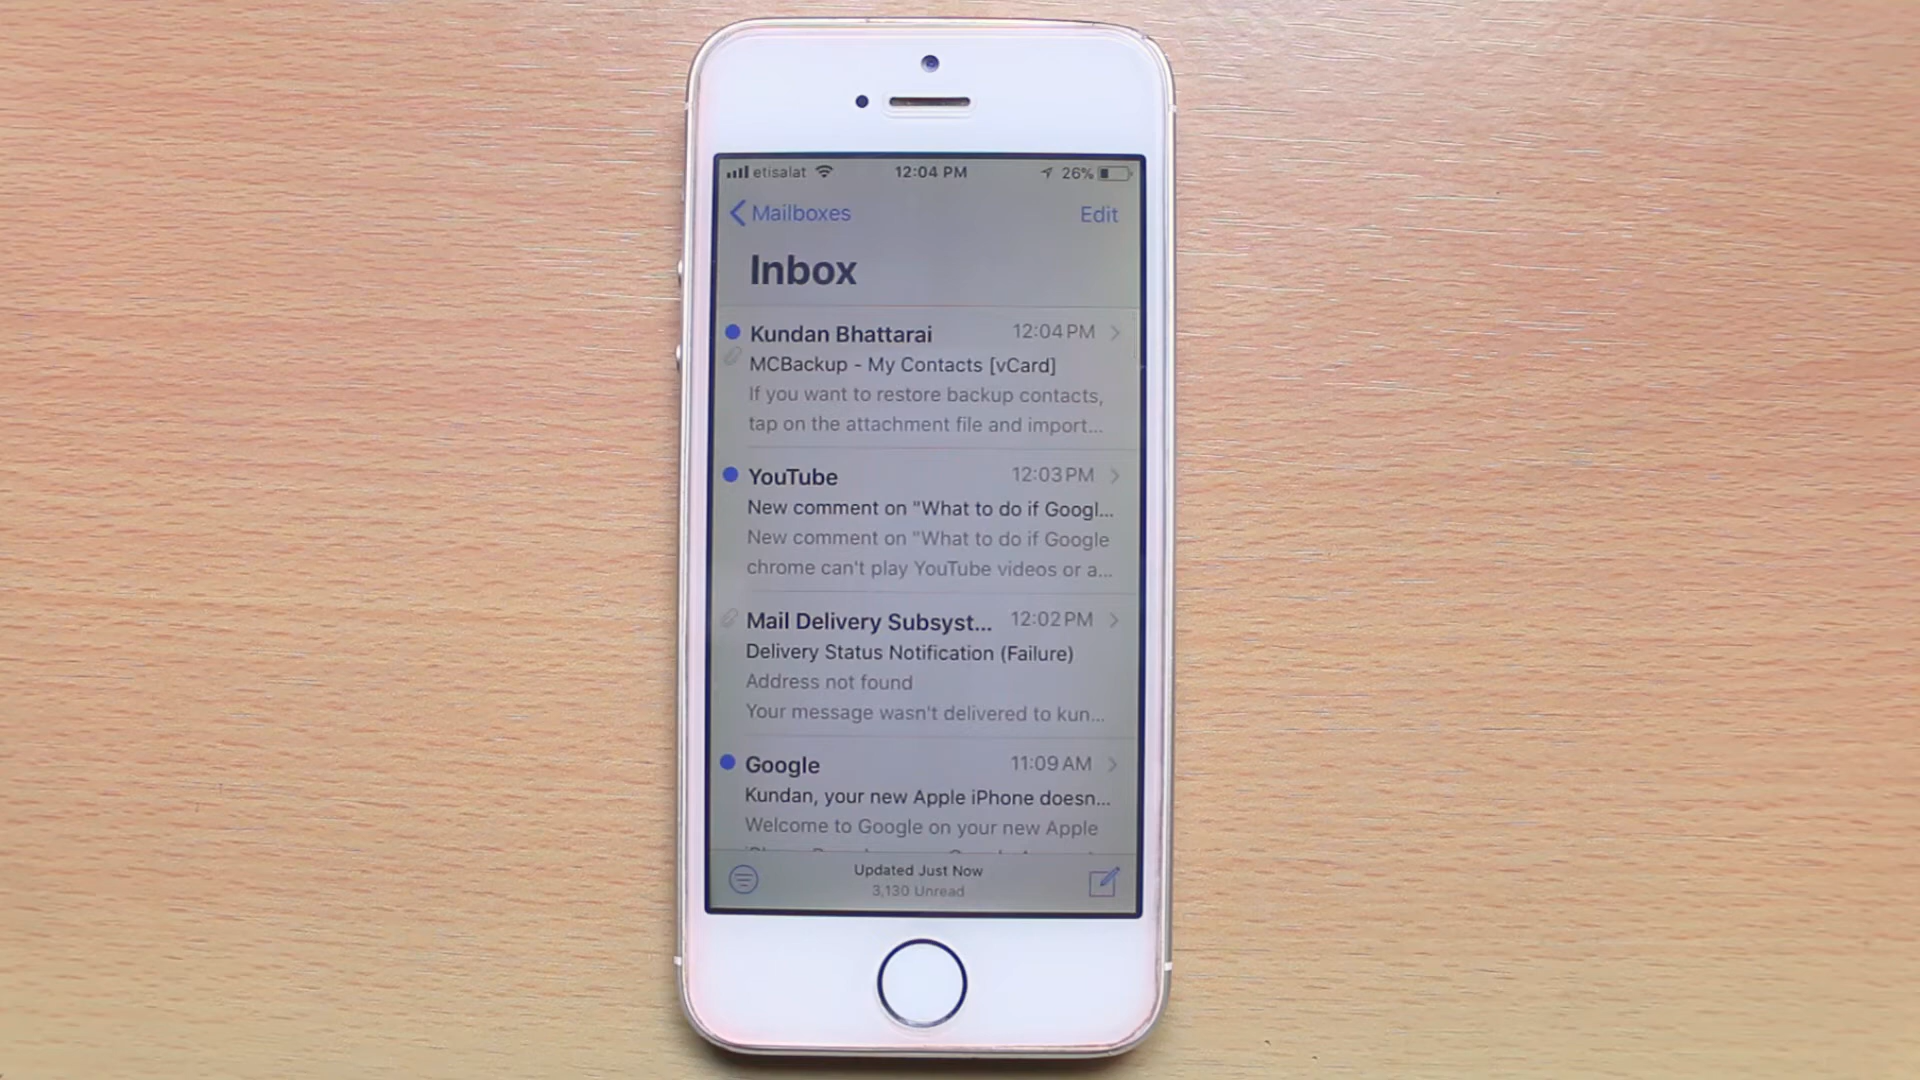 etisalat 12:04 PM 26%
Mailboxes Edit
Inbox
Kundan Bhattarai 12:04 PM
MCBackup - My Contacts [vCard]
If you want to restore backup contacts,
tap on the attachment file and import...
YouTube 12:03 PM
New comment on "What to do if Googl...
New comment on "What to do if Google
chrome can't play YouTube videos or a...
Mail Delivery Subsyst... 12:02 PM
Delivery Status Notification (Failure)
Address not found
Your message wasn't delivered to kun...
Google 11:09 AM
Kundan, your new Apple iPhone doesn...
Welcome to Google on your new Apple
Updated Just Now
3,130 Unread